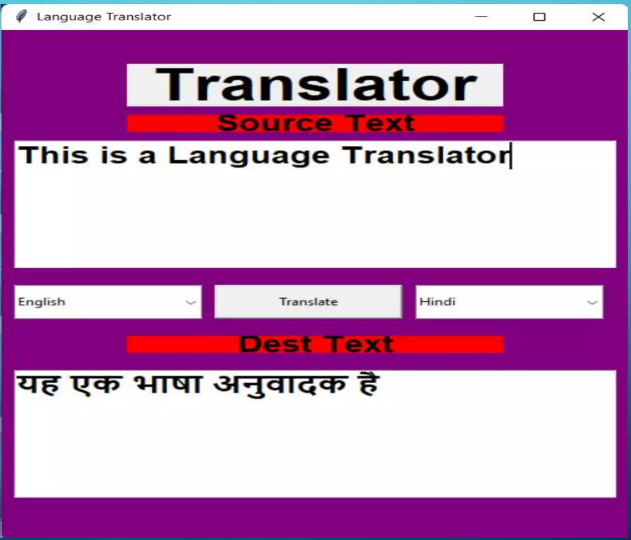 Language Translator
Translator
Source Text
This is a Language Translator
English Translate Hindi
Dest Text
यह एक भाषा अनुवादक है